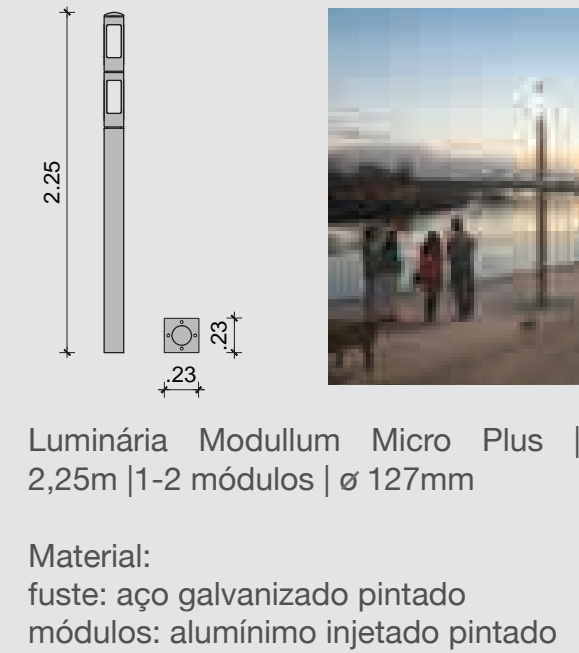 2.25
.23
.23
Luminária Modullum Micro Plus |
2,25m |1-2 módulos | ø 127mm
Material:
fuste: aço galvanizado pintado
módulos: alumínimo injetado pintado